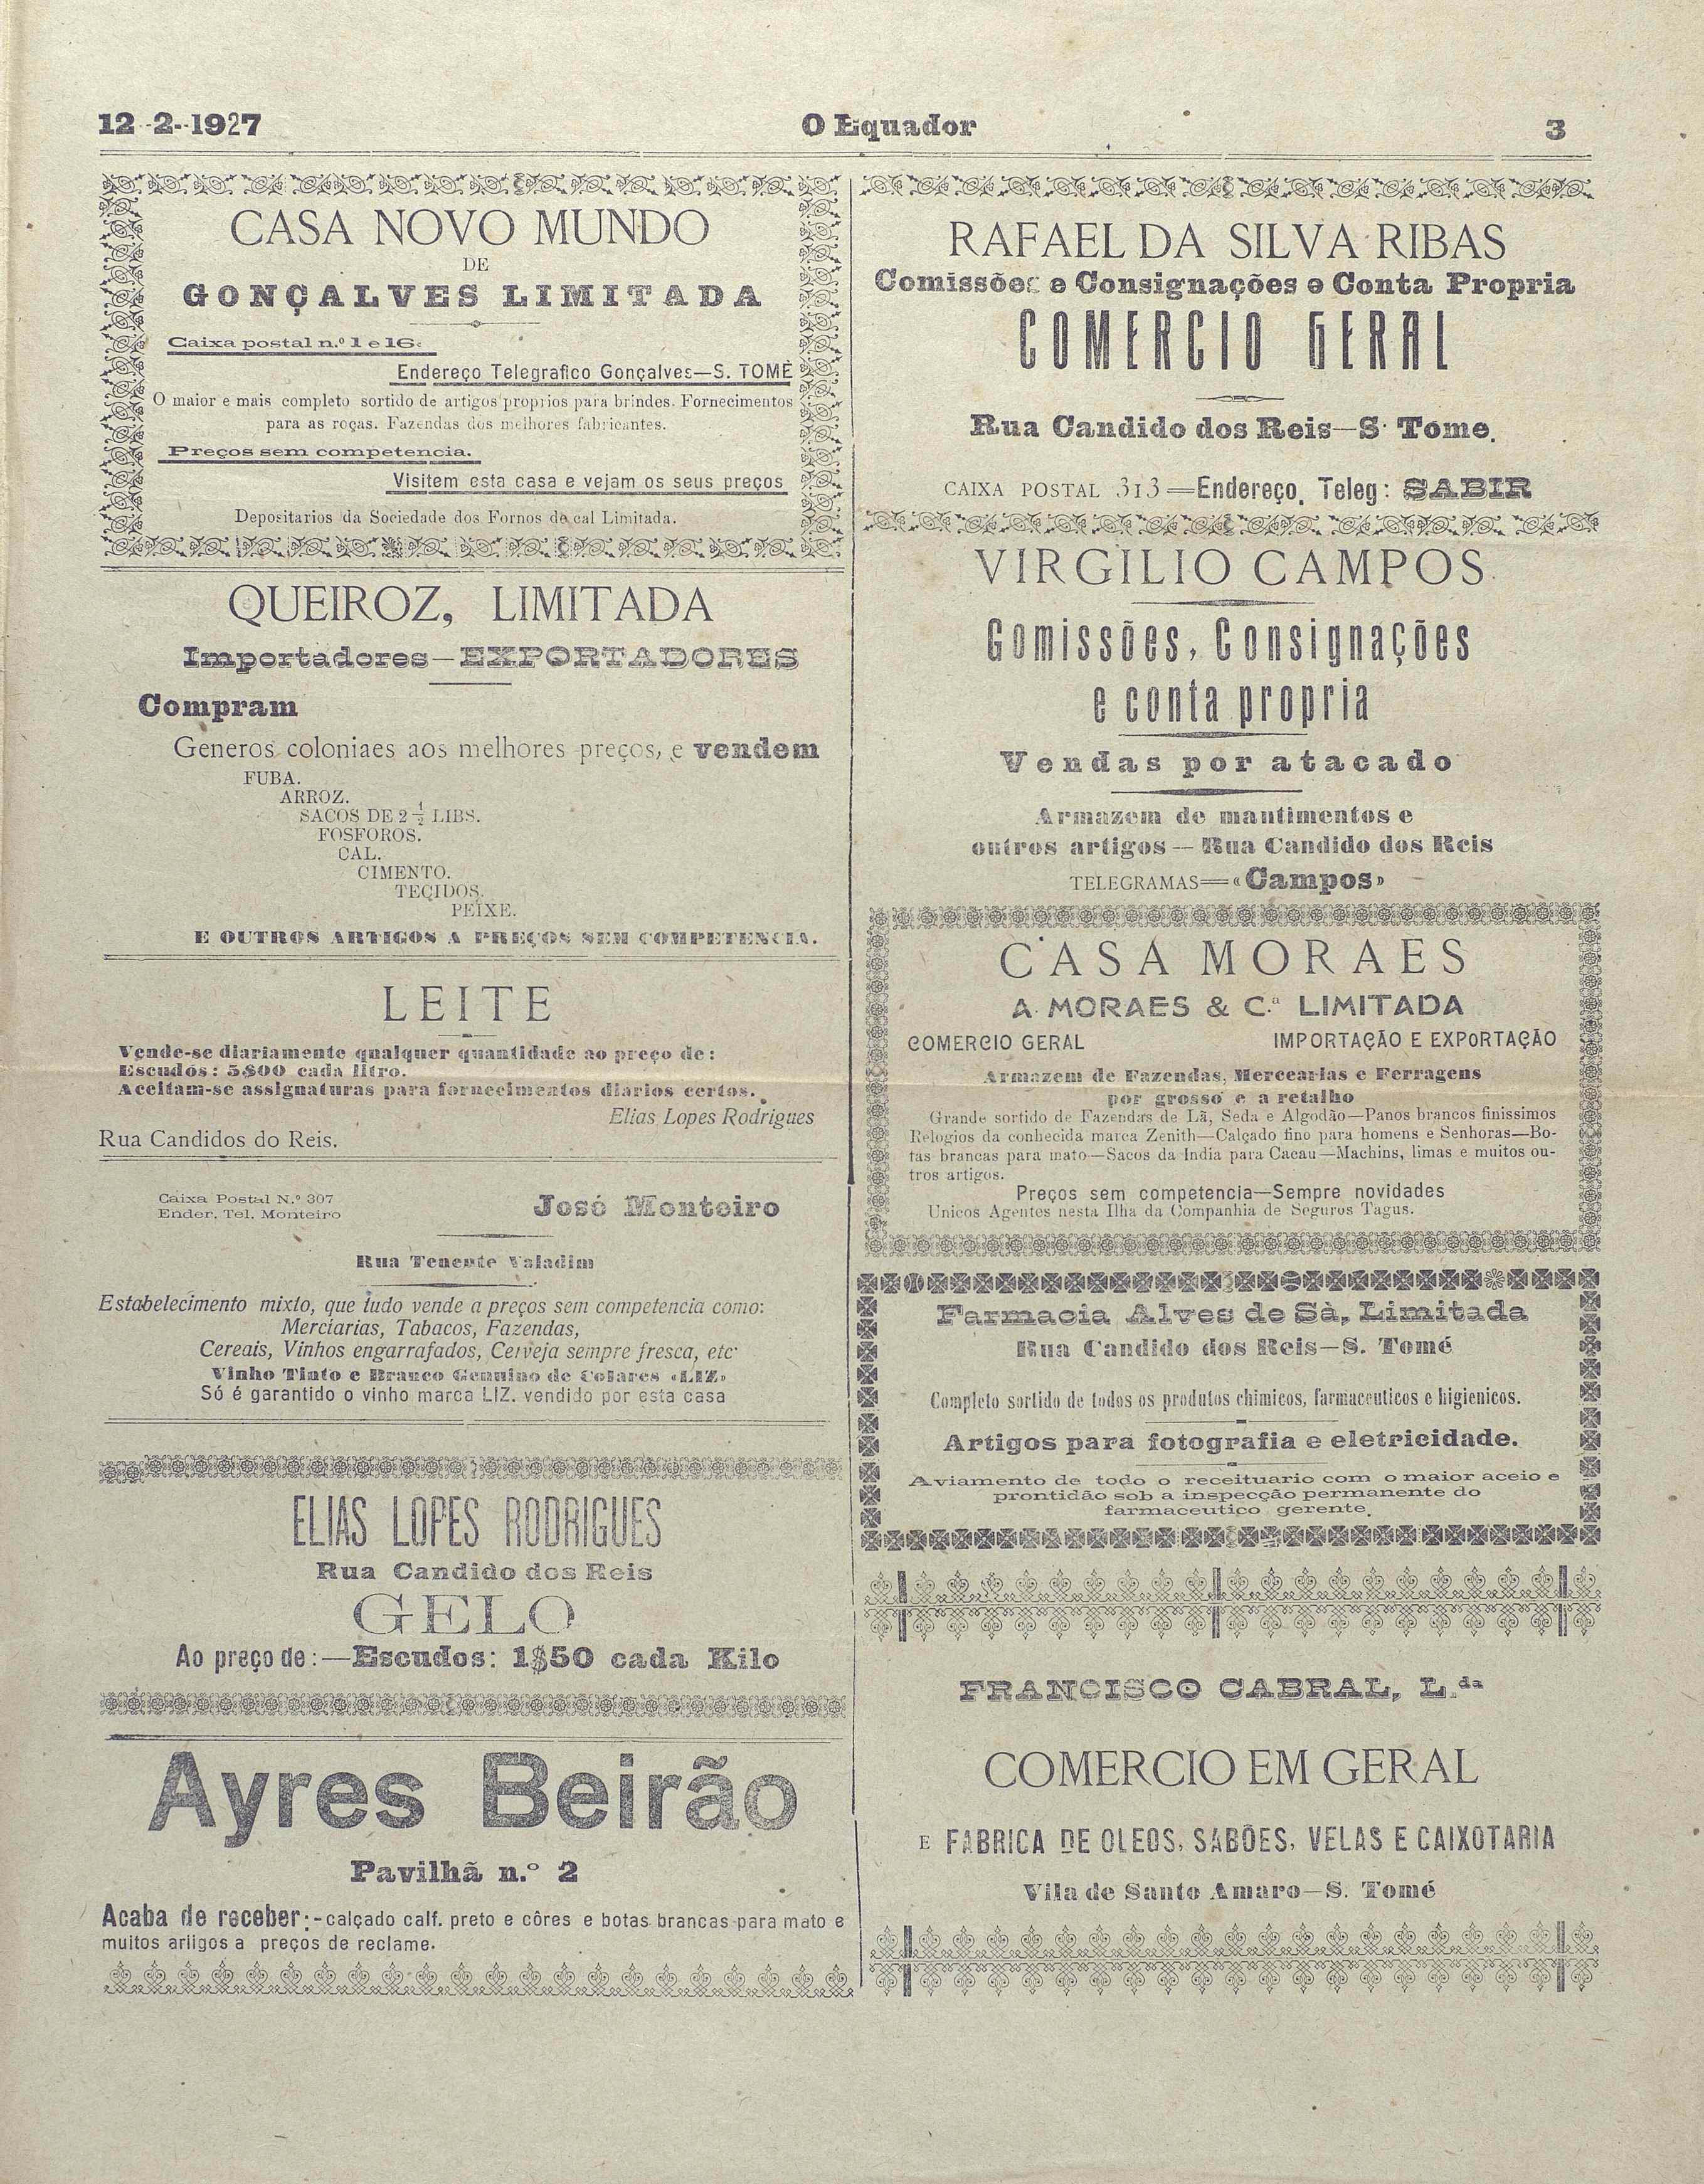 12-2-1927
O Equador
3
CASA NOVO MUNDO
DE
GONÇALVES LIMITADA
Caixa postal n.º 1 e 16
Endereço Telegrafico Gonçalves—S. TOMÉ
O maior e mais completo sortido de artigos proprios para brindes. Fornecimentos
para as roças. Fazendas dos melhores fabricantes.
Preços sem competencia.
Visitem esta casa e vejam os seus preços
Depositarios da Sociedade dos Fornos de cal Limitada.
QUEIROZ, LIMITADA
Importadores—EXPORTADORES
Compram
Generos coloniaes aos melhores preços, e vendem
FUBA.
ARROZ.
SACOS DE 2 ½ LIBS.
FOSFOROS.
CAL.
CIMENTO.
TECIDOS.
PEIXE.
E OUTROS ARTIGOS A PREÇOS SEM COMPETENCIA.
LEITE
Vende-se diariamente qualquer quantidade ao preço de:
Escudos: 5$00 cada litro.
Aceitam-se assignaturas para fornecimentos diarios certos.
Elias Lopes Rodrigues
Rua Candidos do Reis.
Caixa Postal N.º 307
Ender. Tel. Monteiro
José Monteiro
Rua Tenente Valadim
Estabelecimento mixto, que tudo vende a preços sem competencia como:
Merciarias, Tabacos, Fazendas,
Cereais, Vinhos engarrafados, Cerveja sempre fresca, etc·
Vinho Tinto e Branco Genuino de Colares «LIZ»
Só é garantido o vinho marca LIZ. vendido por esta casa
ELIAS LOPES RODRIGUES
Rua Candido dos Reis
GELO
Ao preço de:—Escudos: 1$50 cada Kilo
Ayres Beirão
Pavilhã n.º 2
Acaba de receber:-calçado calf. preto e côres e botas brancas para mato e
muitos ariigos a preços de reclame.
RAFAEL DA SILVA RIBAS
Comissões e Consignações e Conta Propria
COMERCIO GERAL
Rua Candido dos Reis—S· Tome.
CAIXA POSTAL 313=Endereço. Teleg: SABIR
VIRGILIO CAMPOS
Gomissões, Consignações
e conta propria
Vendas por atacado
Armazem de mantimentos e
outros artigos—Rua Candido dos Reis
TELEGRAMAS=«Campos»
CASA MORAES
A. MORAES & C.ª LIMITADA
COMERCIO GERAL IMPORTAÇÃO E EXPORTAÇÃO
Armazem de Fazendas, Mercearias e Ferragens
por grosso e a retalho
Grande sortido de Fazendas de Lã, Seda e Algodão—Panos brancos finissimos
Relogios da conhecida marca Zenith—Calçado fino para homens e Senhoras—Bo-
tas brancas para mato—Sacos da India para Cacau—Machins, limas e muitos ou-
tros artigos.
Preços sem competencia—Sempre novidades
Unicos Agentes nesta Ilha da Companhia de Seguros Tagus.
Farmacia Alves de Sà, Limitada
Rua Candido dos Reis—S. Tomé
Completo sortido de todos os produtos chimicos, farmaceuticos e higienicos.
Artigos para fotografia e eletricidade.
Aviamento de todo o receituario com o maior aceio e
prontidão sob a inspecção permanente do
farmaceutico gerente.
FRANCISCO CABRAL, L.da
COMERCIO EM GERAL
E FABRICA DE OLEOS, SABÕES, VELAS E CAIXOTARIA
Vila de Santo Amaro—S. Tomé